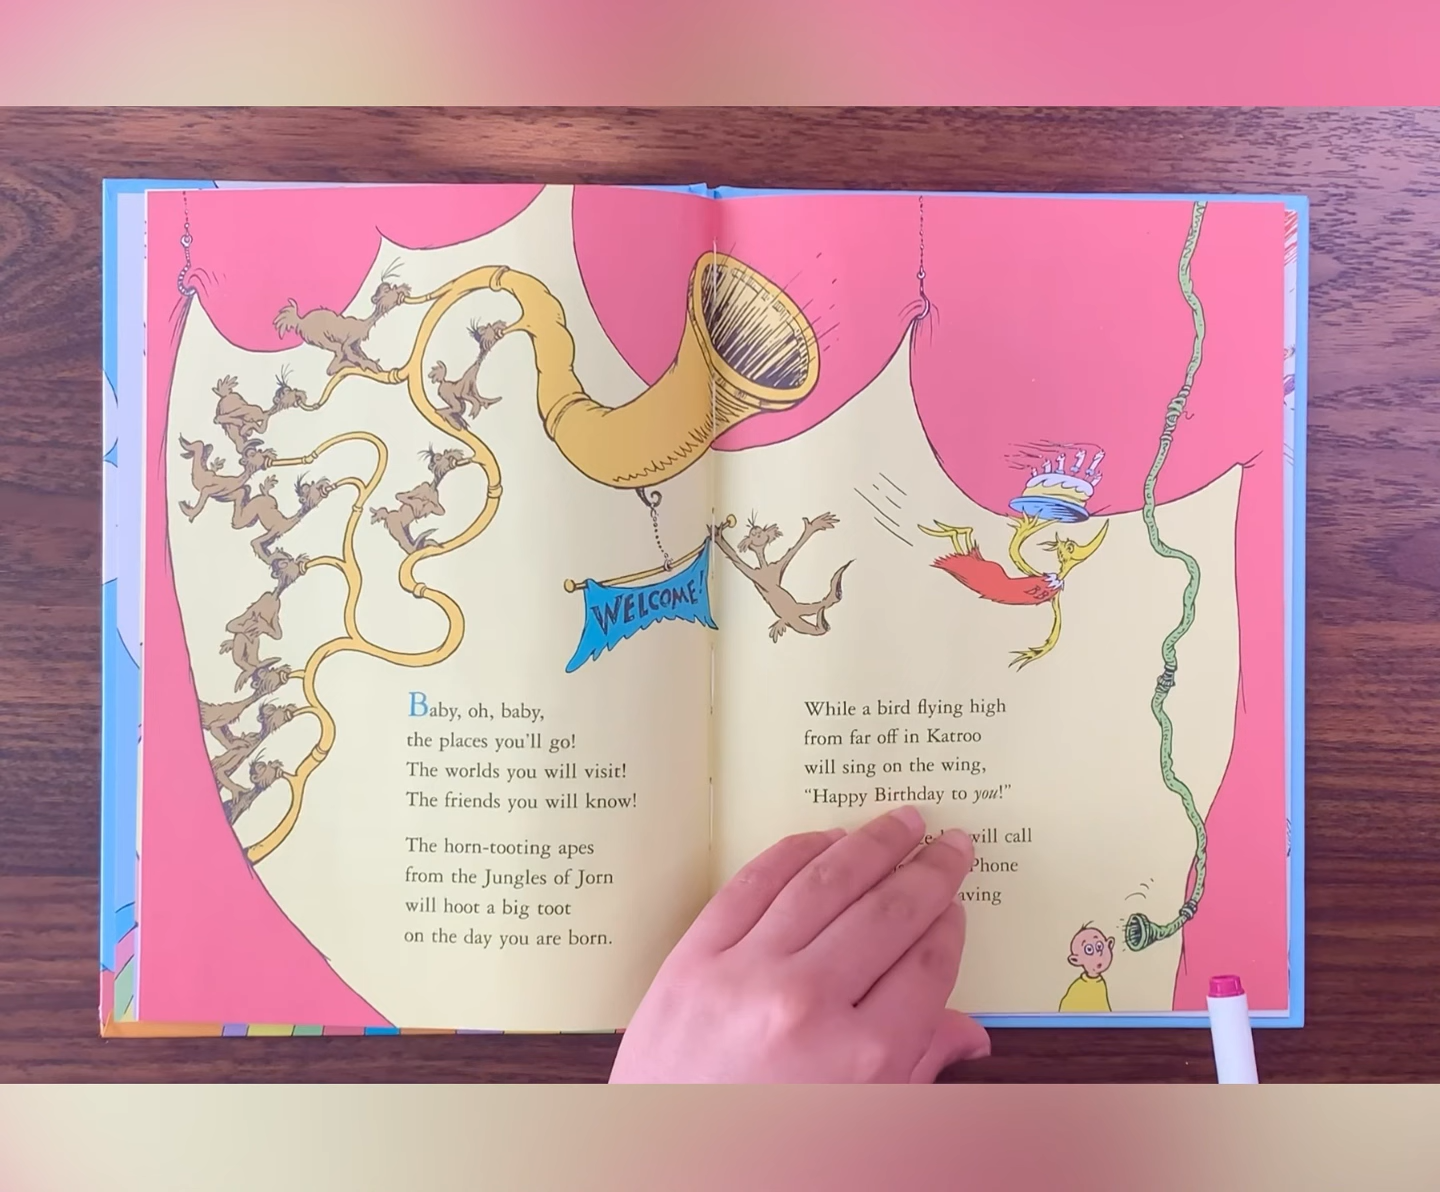 WELCOME!
Baby, oh, baby,
the places you'll go!
The worlds you will visit!
The friends you will know!
The horn-tooting apes
from the Jungles of Jorn
will hoot a big toot
on the day you are born.
While a bird flying high
from far off in Katroo
will sing on the wing,
“Happy Birthday to you!”
will call
Phone